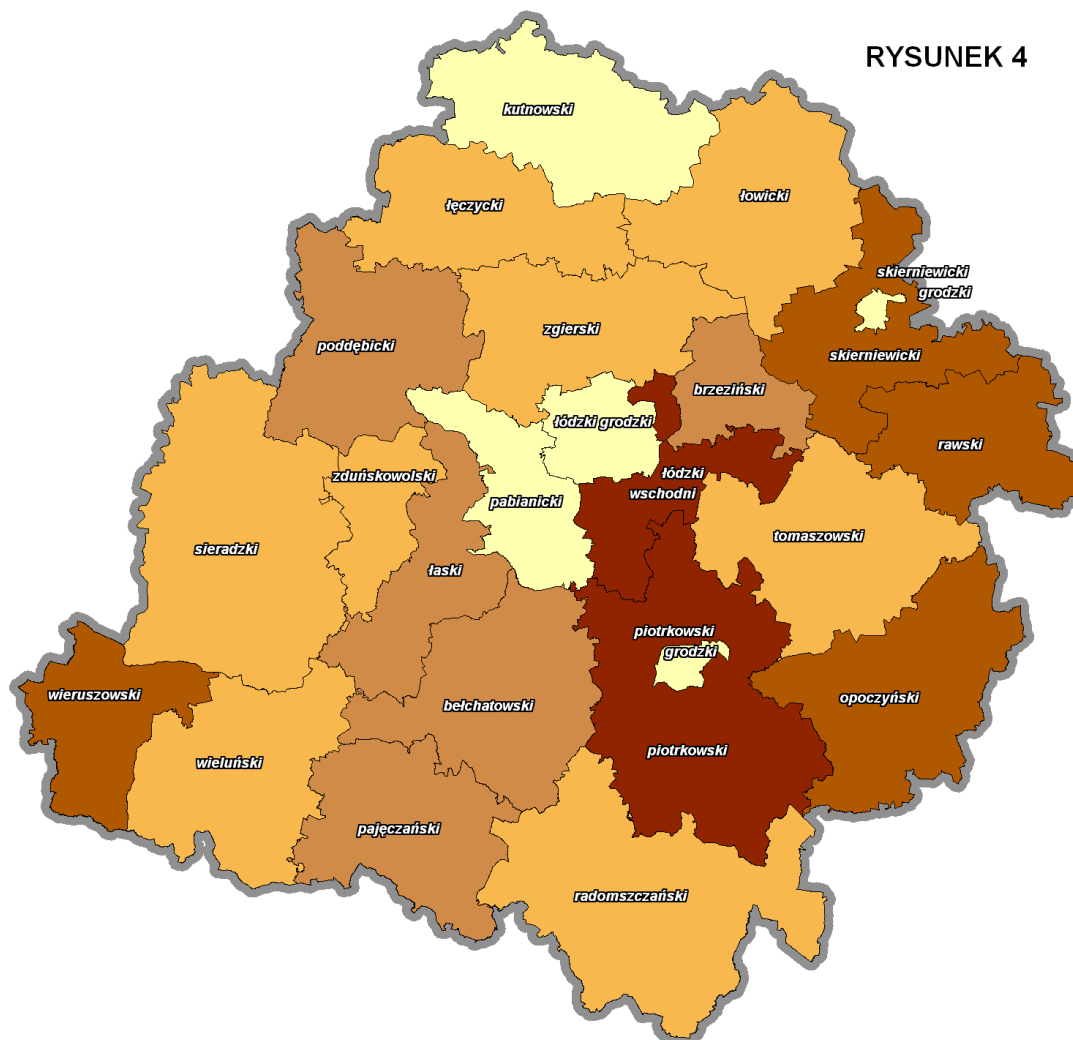 RYSUNEK 4
kutnowski
łęczycki
łowicki
skierniewicki
grodzki
zgierski
poddębicki
skierniewicki
brzeziński
łódzki grodzki
rawski
zduńskowolski
łódzki
wschodni
pabianicki
tomaszowski
sieradzki
łaski
piotrkowski
grodzki
wieruszowski
bełchatowski
opoczyński
piotrkowski
wieluński
pajęczański
radomszczański